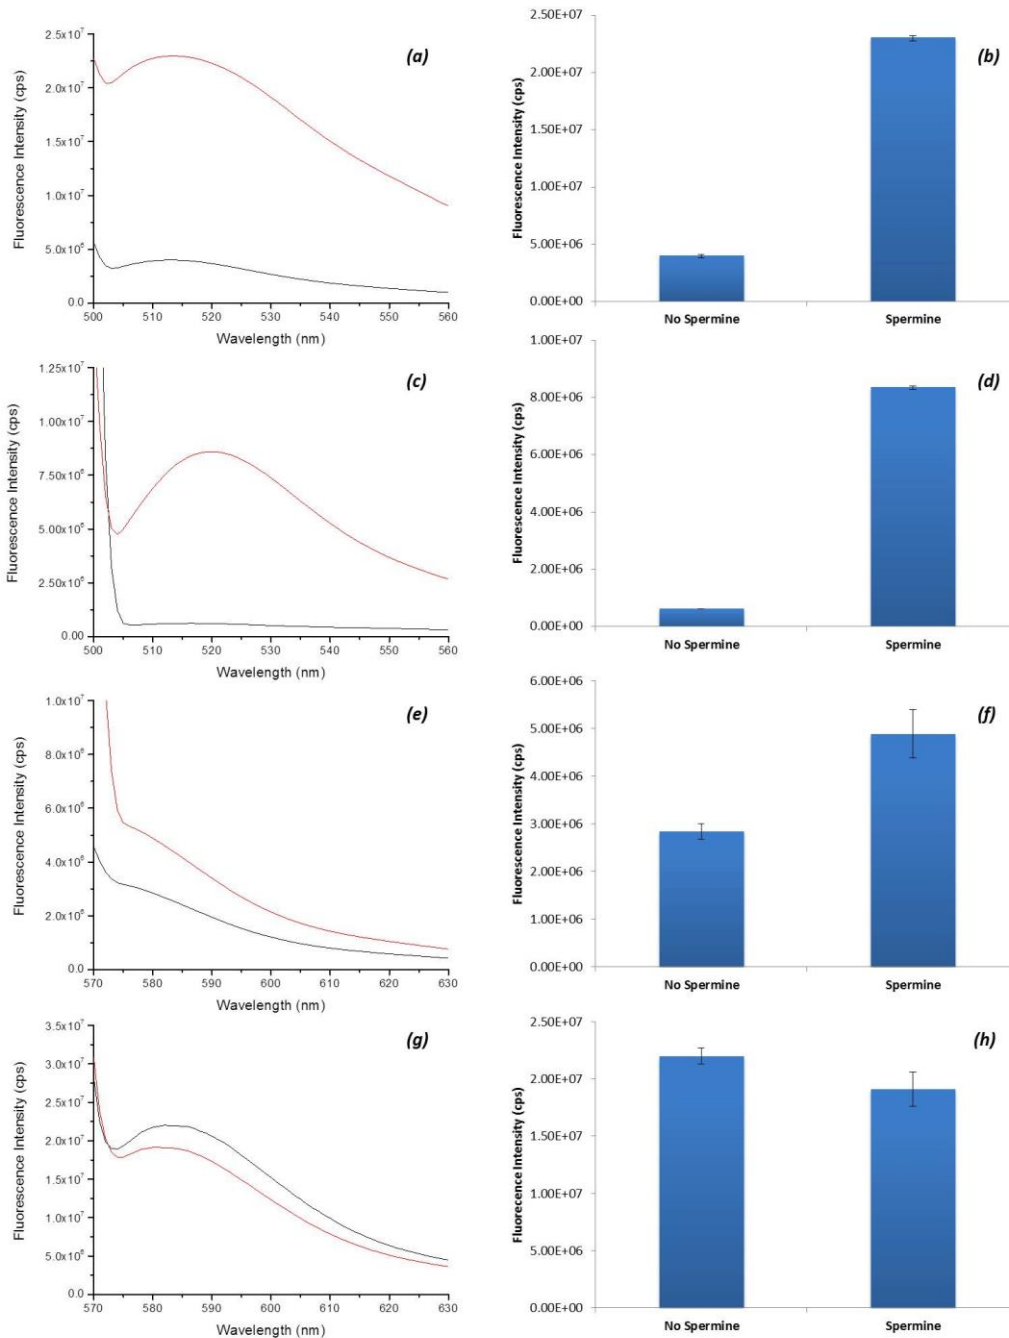 Fluorescence Intensity (cps)
2.5x10⁷
2.0x10⁷
1.5x10⁷
1.0x10⁷
5.0x10⁶
0.0
500 510 520 530 540 550 560
Wavelength (nm)
(a)
Fluorescence Intensity (cps)
2.50E+07
2.00E+07
1.50E+07
1.00E+07
5.00E+06
0.00E+00
No Spermine Spermine
(b)
Fluorescence Intensity (cps)
1.25x10⁷
1.00x10⁷
7.50x10⁶
5.00x10⁶
2.50x10⁶
0.00
500 510 520 530 540 550 560
Wavelength (nm)
(c)
Fluorescence Intensity (cps)
1.00E+07
8.00E+06
6.00E+06
4.00E+06
2.00E+06
0.00E+00
No Spermine Spermine
(d)
Fluorescence Intensity (cps)
1.0x10⁷
8.0x10⁶
6.0x10⁶
4.0x10⁶
2.0x10⁶
0.0
570 580 590 600 610 620 630
Wavelength (nm)
(e)
Fluorescence Intensity (cps)
6.00E+06
5.00E+06
4.00E+06
3.00E+06
2.00E+06
1.00E+06
0.00E+00
No Spermine Spermine
(f)
Fluorescence Intensity (cps)
3.5x10⁷
3.0x10⁷
2.5x10⁷
2.0x10⁷
1.5x10⁷
1.0x10⁷
5.0x10⁶
0.0
570 580 590 600 610 620 630
Wavelength (nm)
(g)
Fluorecence Intensity (cps)
2.50E+07
2.00E+07
1.50E+07
1.00E+07
5.00E+06
0.00E+00
No Spermine Spermine
(h)